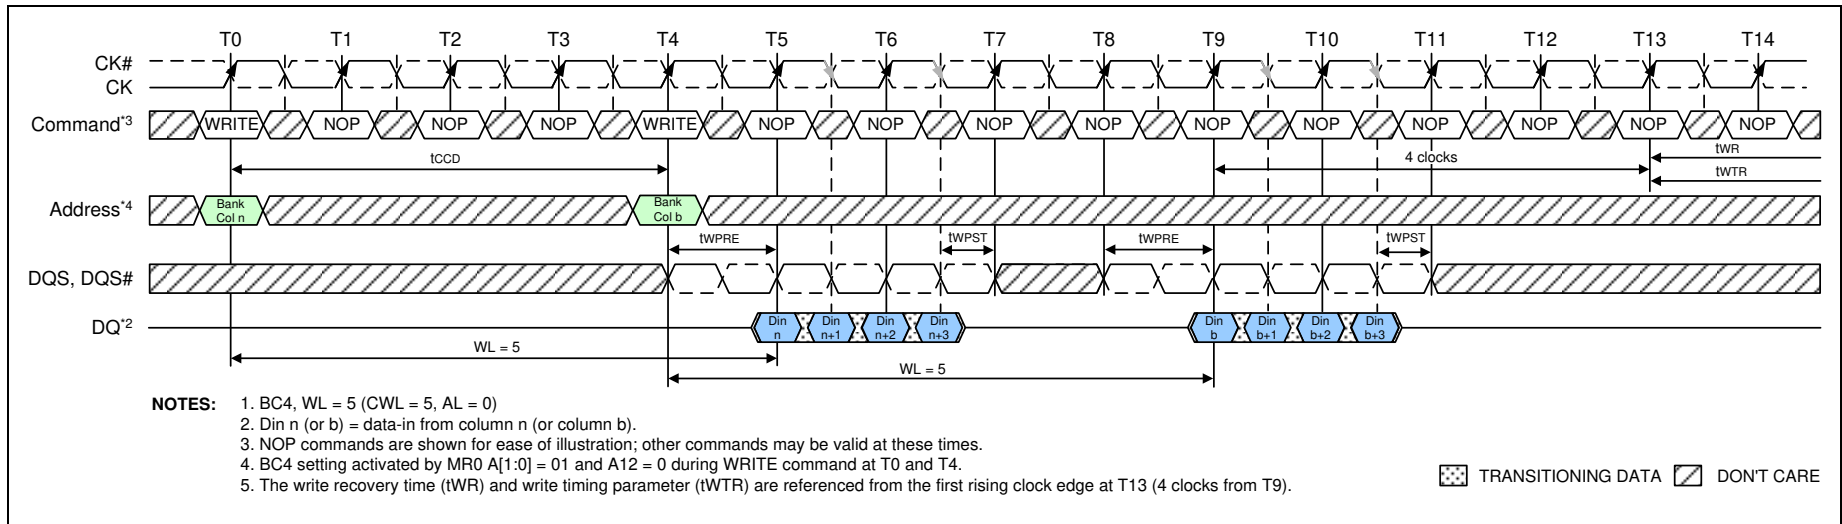 T0 T1 T2 T3 T4 T5 T6 T7 T8 T9 T10 T11 T12 T13 T14
CK#
CK
Command*3 WRITE NOP NOP NOP WRITE NOP NOP NOP NOP NOP NOP NOP NOP NOP NOP
tCCD 4 clocks tWR
tWTR
Address*4 Bank Col n Bank Col b
tWPRE tWPST tWPRE tWPST
DQS, DQS#
DQ*2 Din n Din n+1 Din n+2 Din n+3 Din b Din b+1 Din b+2 Din b+3
WL = 5
WL = 5
NOTES: 1. BC4, WL = 5 (CWL = 5, AL = 0)
2. Din n (or b) = data-in from column n (or column b).
3. NOP commands are shown for ease of illustration; other commands may be valid at these times.
4. BC4 setting activated by MR0 A[1:0] = 01 and A12 = 0 during WRITE command at T0 and T4.
5. The write recovery time (tWR) and write timing parameter (tWTR) are referenced from the first rising clock edge at T13 (4 clocks from T9).
TRANSITIONING DATA DON'T CARE